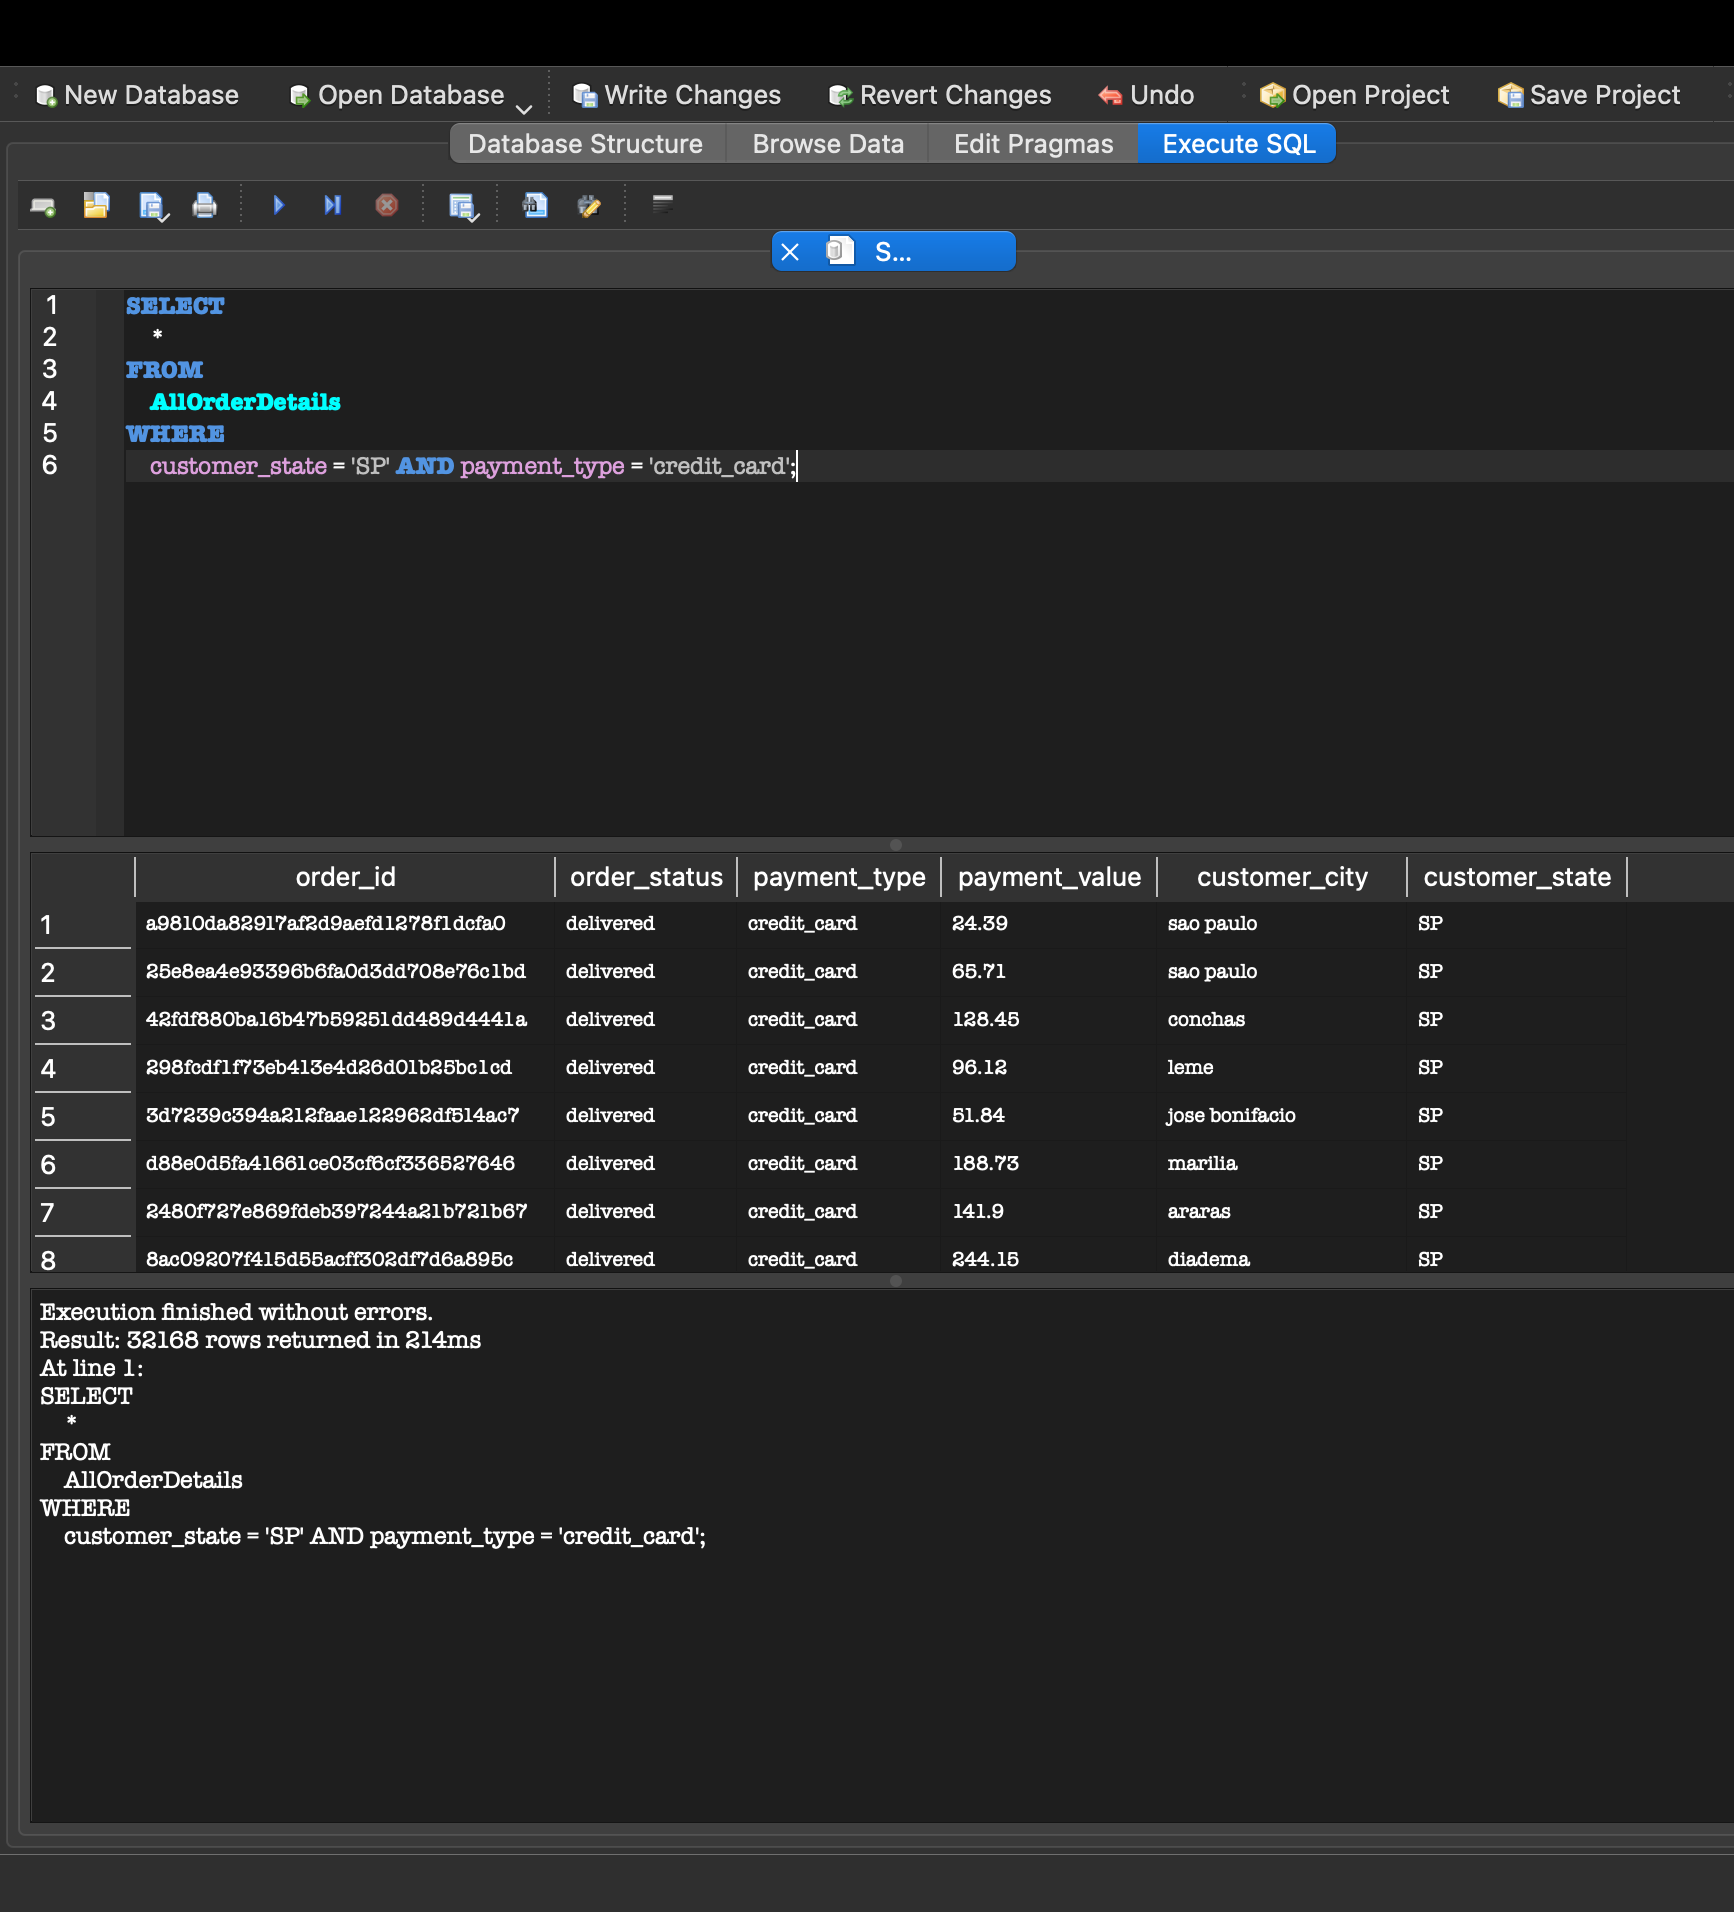 New Database Open Database Write Changes Revert Changes Undo Open Project Save Project
Database Structure Browse Data Edit Pragmas Execute SQL
S...
1 SELECT
2 *
3 FROM
4 AllOrderDetails
5 WHERE
6 customer_state = 'SP' AND payment_type = 'credit_card';
order_id order_status payment_type payment_value customer_city customer_state
1 a9810da82917af2d9aefd1278f1dcfa0 delivered credit_card 24.39 sao paulo SP
2 25e8ea4e93396b6fa0d3dd708e76c1bd delivered credit_card 65.71 sao paulo SP
3 42fdf880ba16b47b59251dd489d4441a delivered credit_card 128.45 conchas SP
4 298fcdf1f73eb413e4d26d01b25bc1cd delivered credit_card 96.12 leme SP
5 3d7239c394a212faae122962df514ac7 delivered credit_card 51.84 jose bonifacio SP
6 d88e0d5fa41661ce03cf6cf336527646 delivered credit_card 188.73 marilia SP
7 2480f727e869fdeb397244a21b721b67 delivered credit_card 141.9 araras SP
8 8ac09207f415d55acff302df7d6a895c delivered credit_card 244.15 diadema SP
Execution finished without errors.
Result: 32168 rows returned in 214ms
At line 1:
SELECT
*
FROM
AllOrderDetails
WHERE
customer_state = 'SP' AND payment_type = 'credit_card';